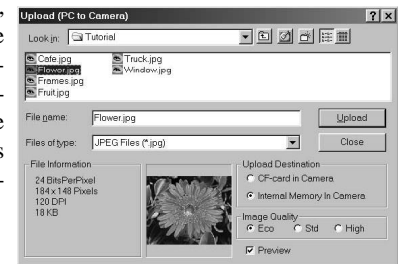 Upload (PC to Camera)
Look in: Tutorial
Cafe.jpg Truck.jpg
Flower.jpg Window.jpg
Frames.jpg
Fruit.jpg
File name: Flower.jpg Upload
Files of type: JPEG Files (*.jpg) Close
File Information
24 BitsPerPixel
184 x 148 Pixels
120 DPI
18 KB
Upload Destination
CF-card in Camera
Internal Memory In Camera
Image Quality
Eco Std High
Preview